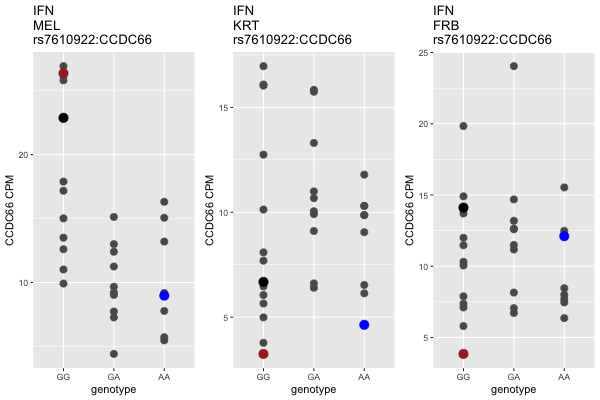 IFN
MEL
rs7610922:CCDC66
CCDC66 CPM
20
10
GG GA AA
genotype
IFN
KRT
rs7610922:CCDC66
CCDC66 CPM
15
10
5
GG GA AA
genotype
IFN
FRB
rs7610922:CCDC66
CCDC66 CPM
25
20
15
10
5
GG GA AA
genotype